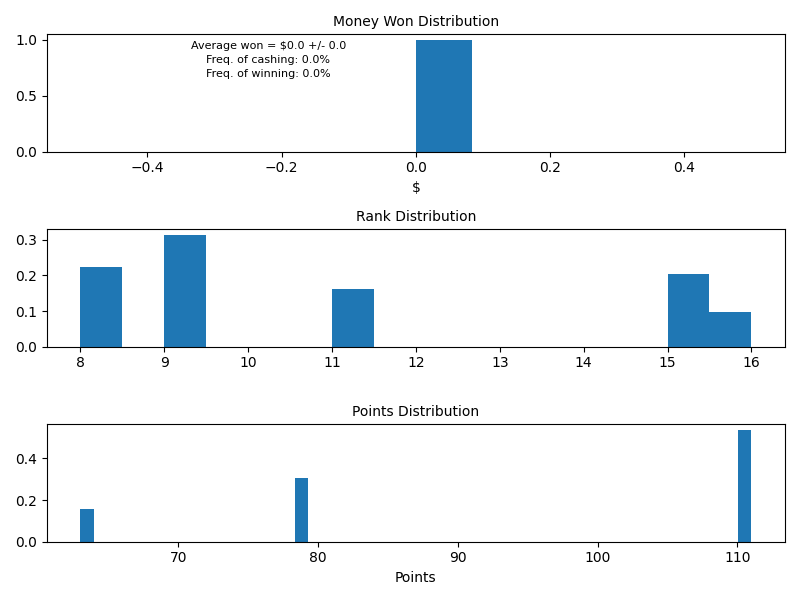 Money Won Distribution
Average won = $0.0 +/- 0.0
Freq. of cashing: 0.0%
Freq. of winning: 0.0%
1.0
0.5
0.0
−0.4 −0.2 0.0 0.2 0.4
$
Rank Distribution
0.3
0.2
0.1
0.0
8 9 10 11 12 13 14 15 16
Points Distribution
0.4
0.2
0.0
70 80 90 100 110
Points